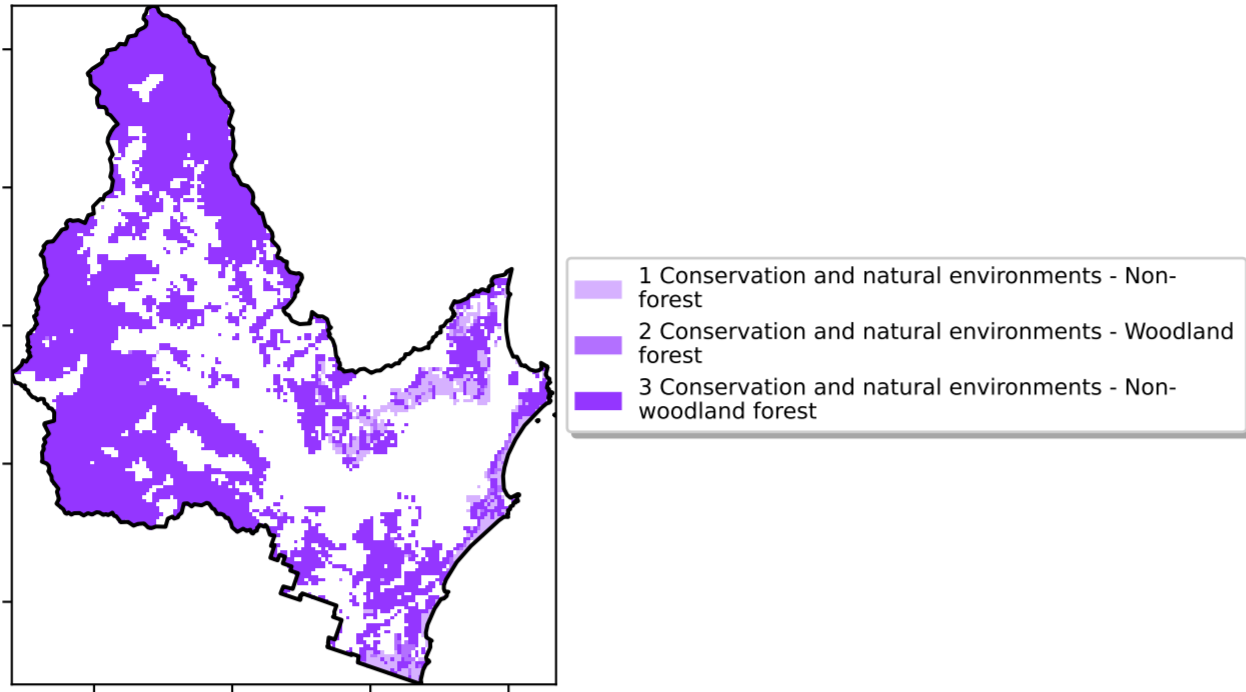 1 Conservation and natural environments - Non-
forest
2 Conservation and natural environments - Woodland
forest
3 Conservation and natural environments - Non-
woodland forest